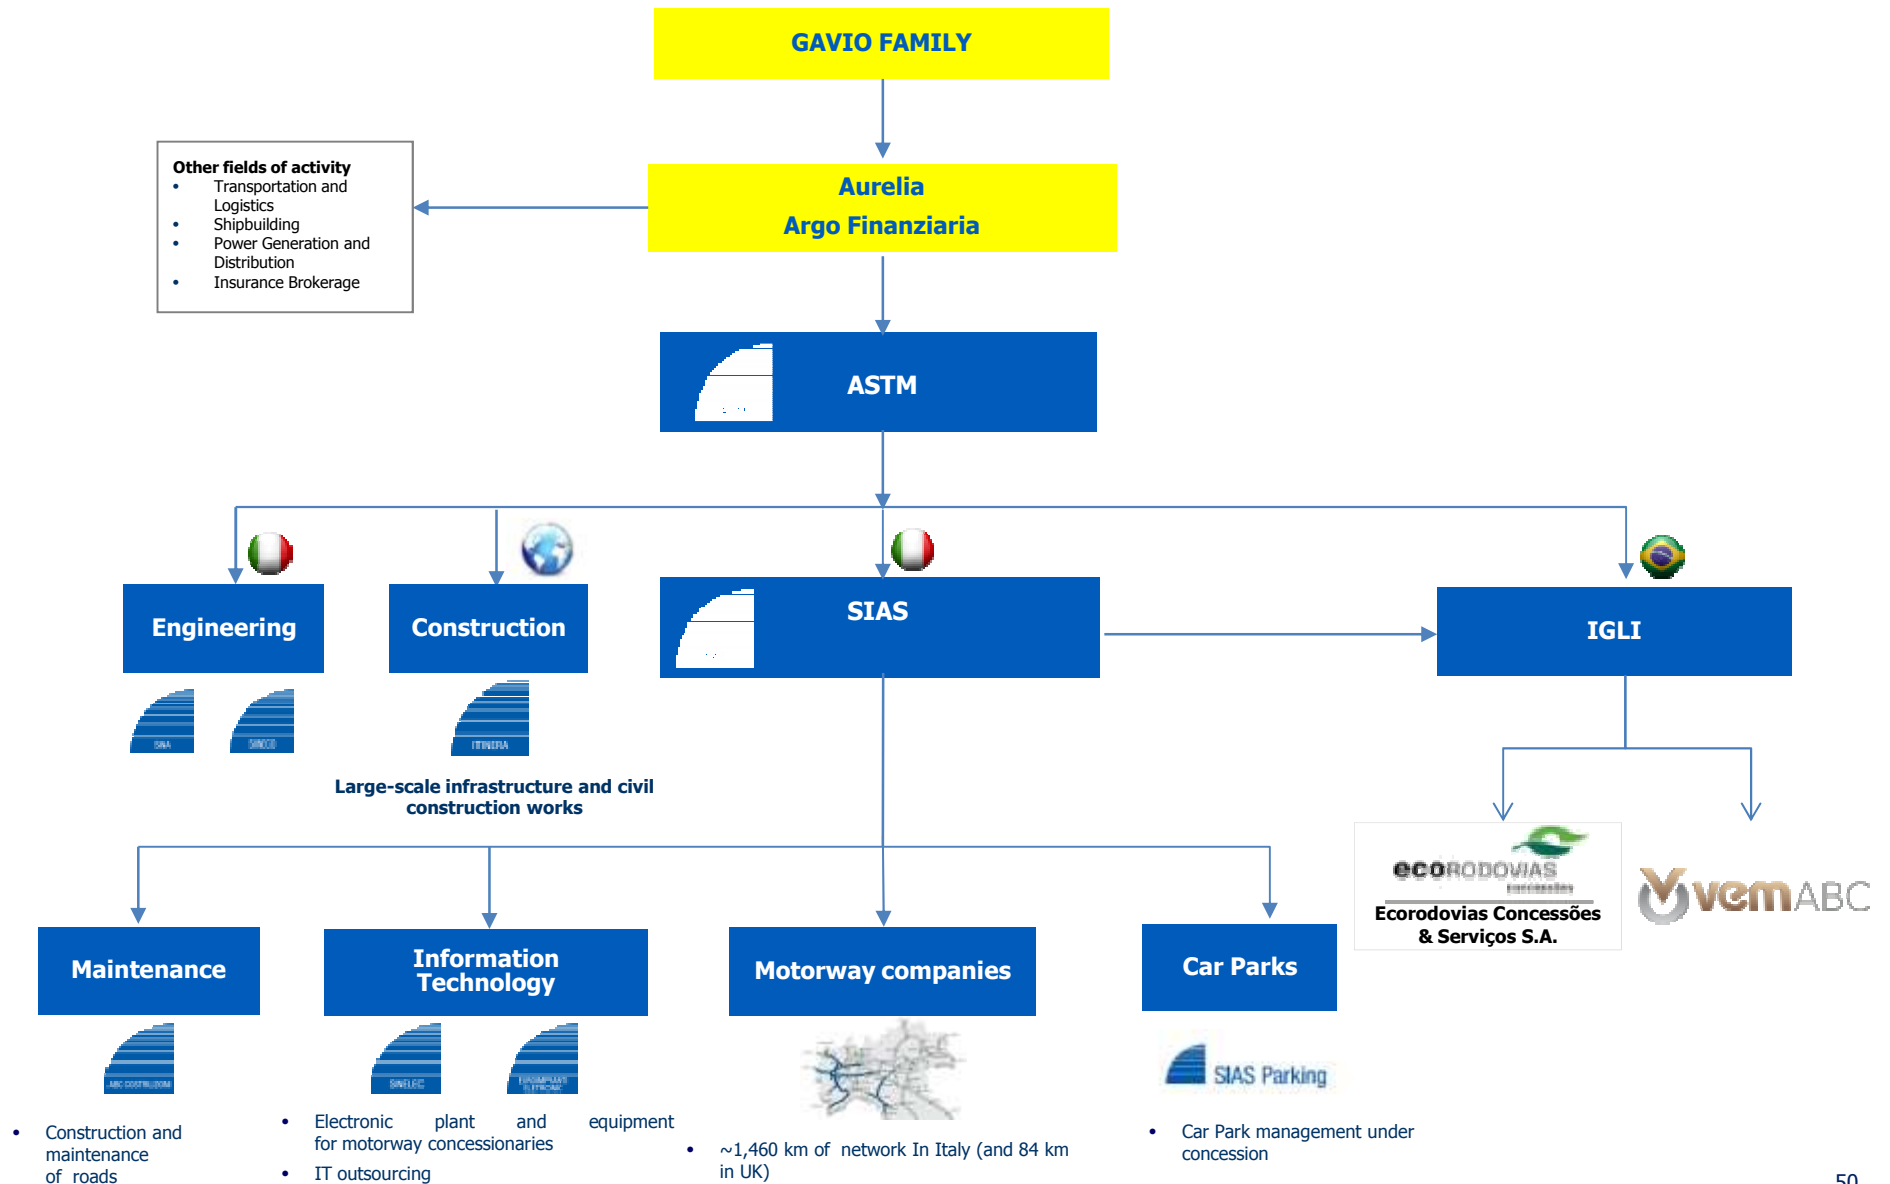 GAVIO FAMILY
Other fields of activity
• Transportation and
Logistics
• Shipbuilding
• Power Generation and
Distribution
• Insurance Brokerage
Aurelia
Argo Finanziaria
ASTM
Engineering
Construction
SIAS
IGLI
SINA
SINECO
ITINERA
Large-scale infrastructure and civil
construction works
ecorodovias
concessões
Ecorodovias Concessões
& Serviços S.A.
vemABC
Maintenance
Information
Technology
Motorway companies
Car Parks
ABC COSTRUZIONI
SINELEC
EUROIMPIANTI
ELECTRONIC
SIAS Parking
• Construction and
maintenance
of roads
• Electronic plant and equipment
for motorway concessionaries
• IT outsourcing
• ~1,460 km of network In Italy (and 84 km
in UK)
• Car Park management under
concession
50